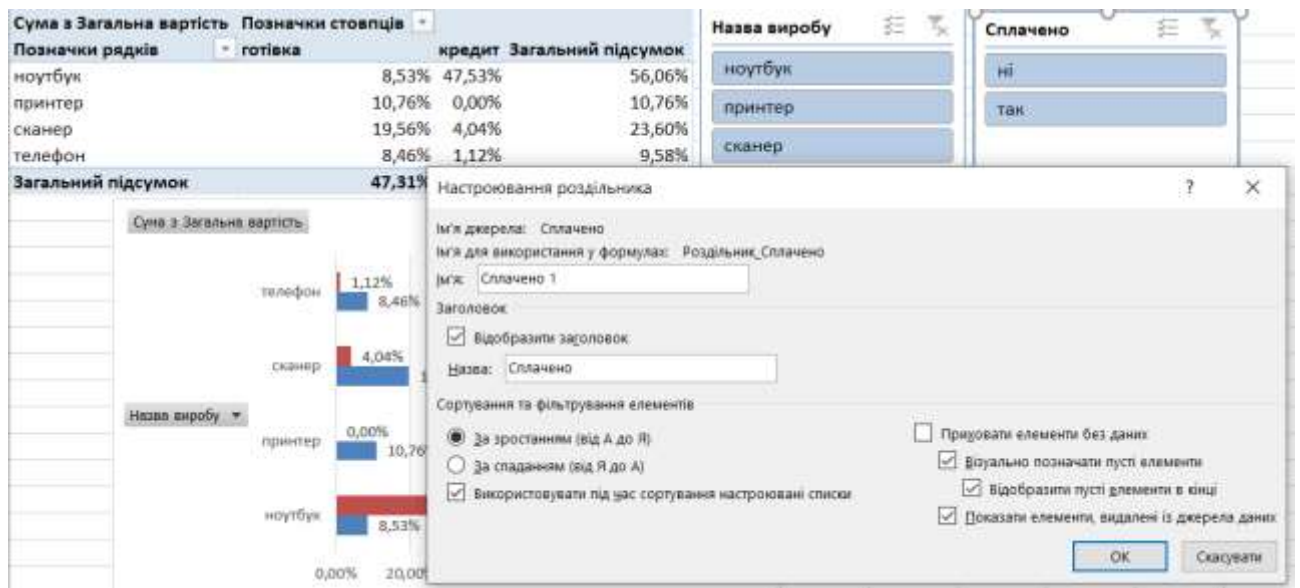 Сума з Загальна вартість Позначки стовпців
Позначки рядків готівка кредит Загальний підсумок
ноутбук 8,53% 47,53% 56,06%
принтер 10,76% 0,00% 10,76%
сканер 19,56% 4,04% 23,60%
телефон 8,46% 1,12% 9,58%
Загальний підсумок 47,31%
Назва виробу
ноутбук
принтер
сканер
Сплачено
ні
так
Сума з Загальна вартість
телефон
1,12%
8,46%
сканер
4,04%
1
Назва виробу
принтер
0,00%
10,76
ноутбук
8,53%
0,00% 20,00
Настроювання роздільника ?
Ім'я джерела: Сплачено
Ім'я для використання у формулах: Роздільник_Сплачено
Ім'я: Сплачено 1
Заголовок
Відобразити заголовок
Назва: Сплачено
Сортування та фільтрування елементів
За зростанням (від А до Я)
За спаданням (від Я до А)
Використовувати під час сортування настроювані списки
Приховати елементи без даних
Візуально позначати пусті елементи
Відобразити пусті елементи в кінці
Показати елементи, видалені із джерела даних
ОК Скасувати